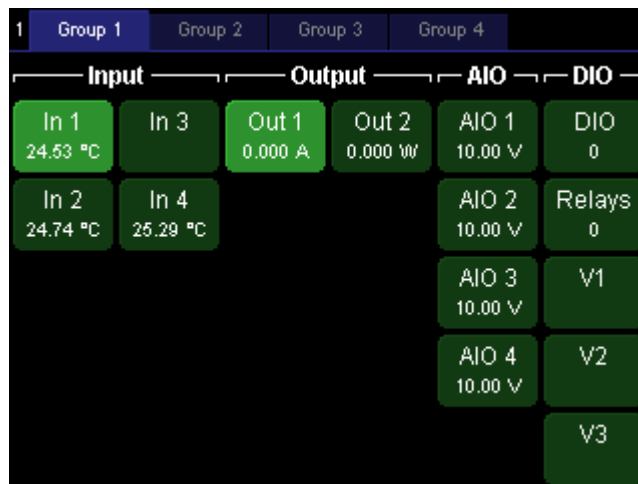 1 Group 1 Group 2 Group 3 Group 4
Input Output AIO DIO
In 1 In 3 Out 1 Out 2 AIO 1 DIO
24.53 °C 0.000 A 0.000 W 10.00 V 0
In 2 In 4 AIO 2 Relays
24.74 °C 25.29 °C 10.00 V 0
AIO 3 V1
10.00 V
AIO 4 V2
10.00 V
V3